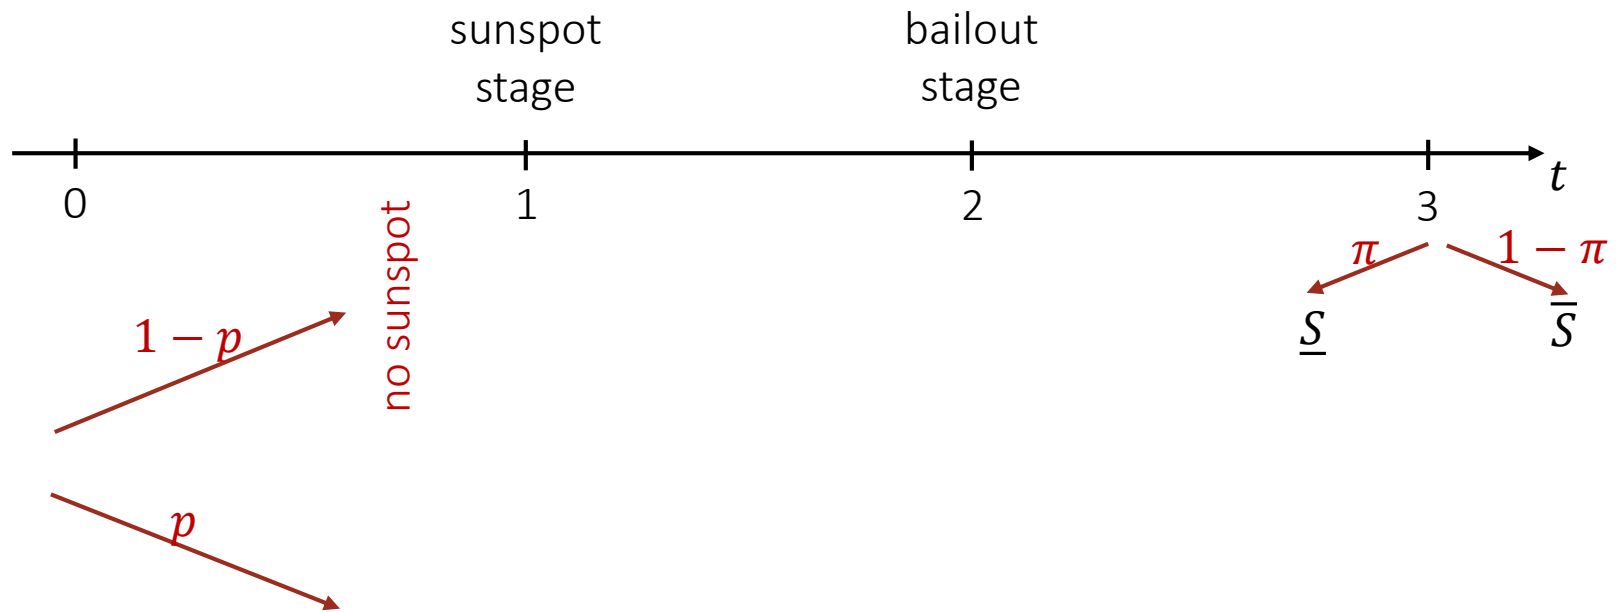 sunspot
stage
bailout
stage
0
1
2
3
t
no sunspot
π
1 − π
S̲
S̅
1 − p
p